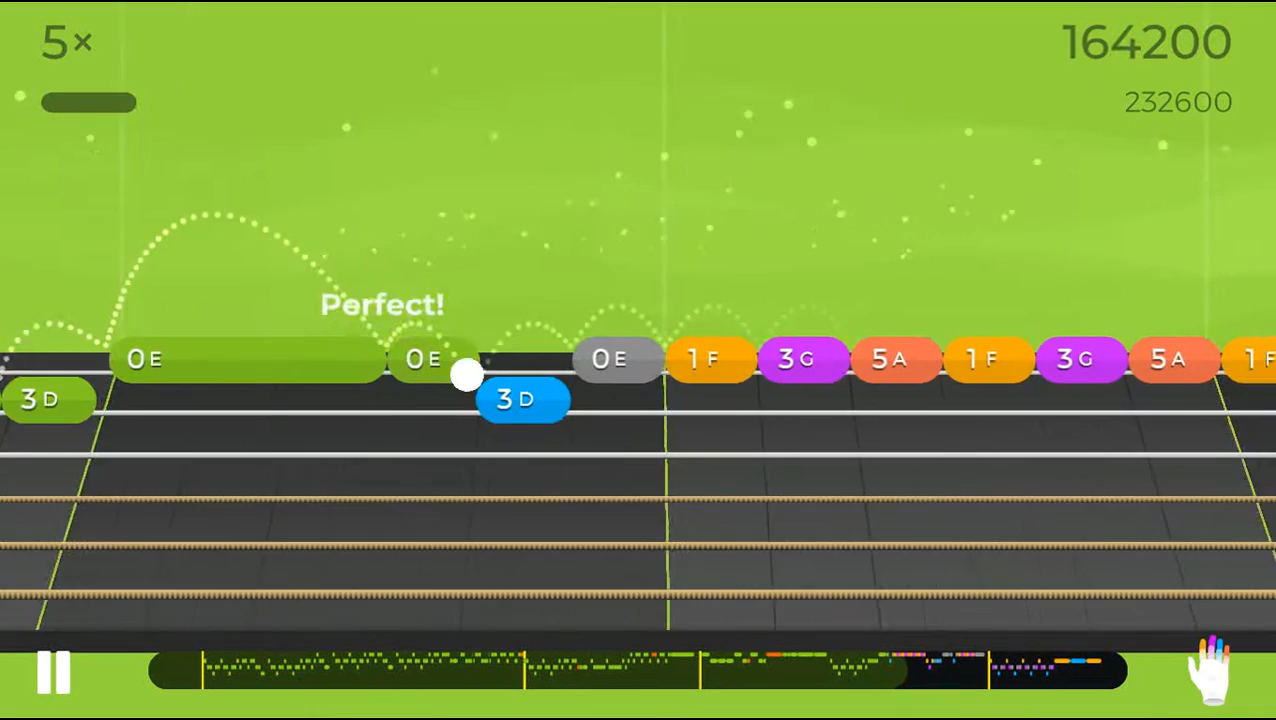 5×
164200
232600
Perfect!
0 E 0 E 0 E 1 F 3 G 5 A 1 F 3 G 5 A 1 F
3 D 3 D